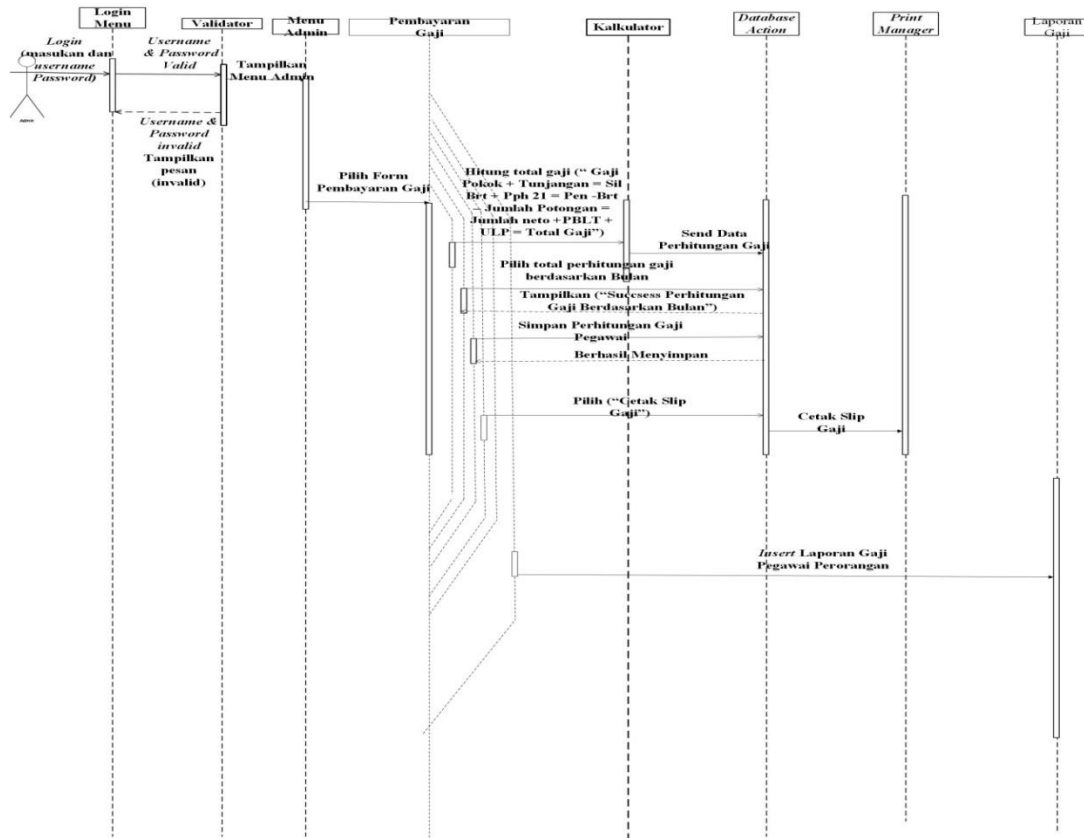 Login
Menu
Validator
Menu
Admin
Pembayaran
Gaji
Kalkulator
Database
Action
Print
Manager
Laporan
Gaji
Login
(masukan dan
username
Password)
Username
& Password
Valid
Tampilkan
Menu Admin
Username &
Password
invalid
Tampilkan
pesan
(invalid)
Pilih Form
Pembayaran Gaji
Hitung total gaji (“ Gaji
Pokok + Tunjangan = Sil
Brt + Pph 21 = Pen -Brt
– Jumlah Potongan =
Jumlah neto +PBLT +
ULP = Total Gaji”)
Send Data
Perhitungan Gaji
Pilih total perhitungan gaji
berdasarkan Bulan
Tampilkan (“Succsess Perhitungan
Gaji Berdasarkan Bulan”)
Simpan Perhitungan Gaji
Pegawai
Berhasil Menyimpan
Pilih (“Cetak Slip
Gaji”)
Cetak Slip
Gaji
Insert Laporan Gaji
Pegawai Perorangan